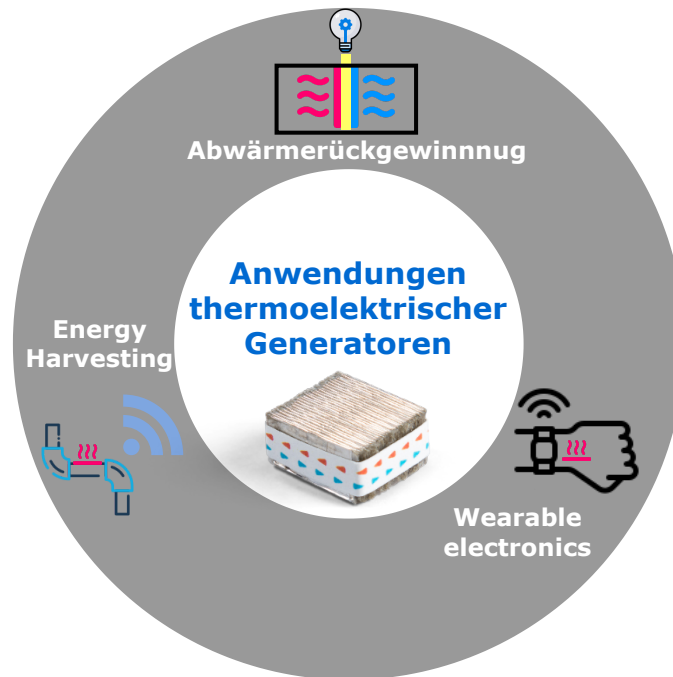 Abwärmerückgewinnnug
Anwendungen
thermoelektrischer
Generatoren
Energy
Harvesting
Wearable
electronics